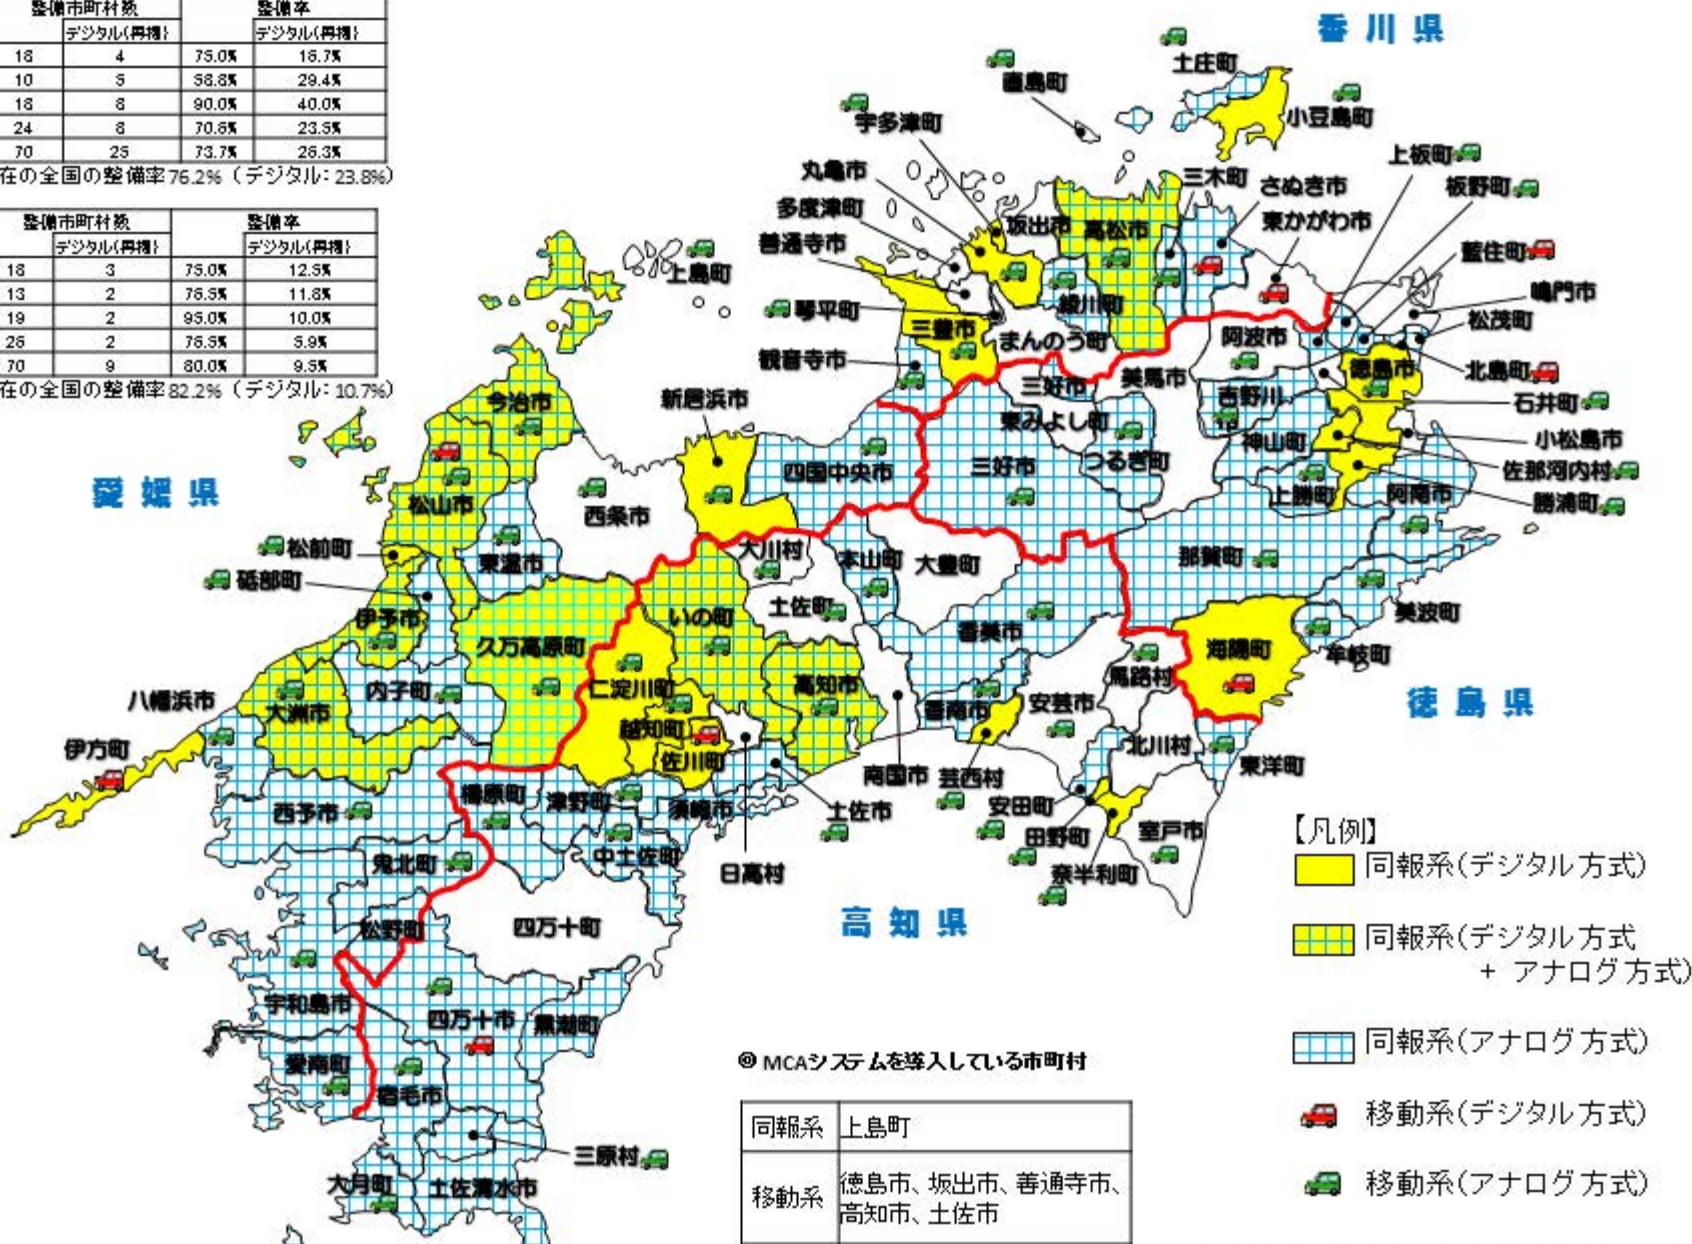 整備市町村数 整備率
デジタル(再掲) デジタル(再掲)
18 4 75.0% 16.7%
10 5 58.8% 29.4%
18 8 90.0% 40.0%
24 8 70.6% 23.5%
70 25 73.7% 26.3%
在の全国の整備率76.2%(デジタル:23.8%)
整備市町村数 整備率
デジタル(再掲) デジタル(再掲)
18 3 75.0% 12.5%
13 2 76.5% 11.8%
19 2 95.0% 10.0%
26 2 76.5% 5.9%
70 9 80.0% 9.5%
在の全国の整備率82.2%(デジタル:10.7%)
香川県
土庄町
直島町
小豆島町
宇多津町
上板町
丸亀市
三木町
さぬき市
板野町
多度津町
坂出市
高松市
東かがわ市
善通寺市
藍住町
上島町
綾川町
鳴門市
琴平町
三豊市
まんのう町
阿波市
松茂町
観音寺市
三好市
美馬市
徳島市
北島町
今治市
新居浜市
東みよし町
吉野川
石井町
神山町
小松島市
四国中央市
三好市
つるぎ町
佐那河内村
愛媛県
松山市
西条市
上勝町
阿南市
勝浦町
松前町
東温市
大川村
本山町
大豊町
那賀町
砥部町
土佐町
美波町
伊予市
いの町
香美市
久万高原町
海陽町
牟岐町
内子町
仁淀川町
高知市
馬路村
八幡浜市
大洲市
香南市
安芸市
徳島県
越知町
伊方町
佐川町
北川村
南国市
芸西村
東洋町
西予市
檮原町
津野町
須崎市
土佐市
安田町
田野町
室戸市
鬼北町
中土佐町
日高村
奈半利町
松野町
四万十町
高知県
宇和島市
四万十市
黒潮町
愛南町
宿毛市
三原村
大月町
土佐清水市
◎MCAシステムを導入している市町村
同報系 上島町
移動系 徳島市、坂出市、善通寺市、
高知市、土佐市
【凡例】
同報系(デジタル方式)
同報系(デジタル方式
+ アナログ方式)
同報系(アナログ方式)
移動系(デジタル方式)
移動系(アナログ方式)